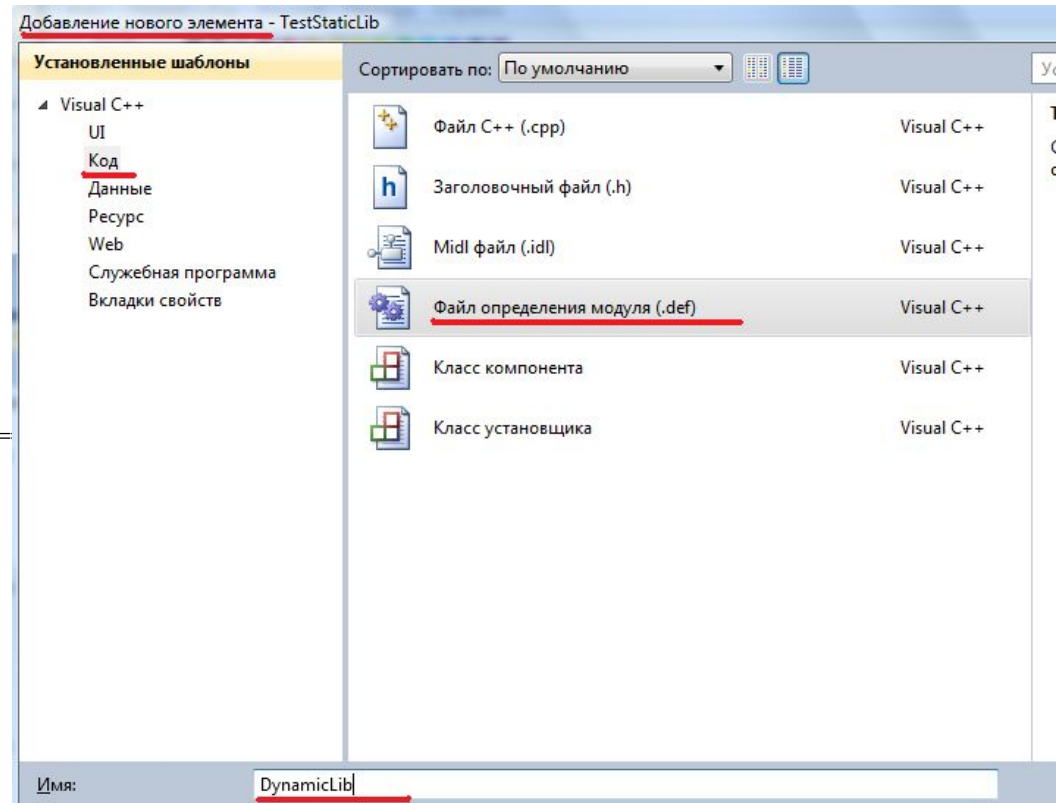 Добавление нового элемента - TestStaticLib
Установленные шаблоны
Сортировать по: По умолчанию
Visual C++
UI
Код
Данные
Ресурс
Web
Служебная программа
Вкладки свойств
Файл C++ (.cpp) Visual C++
Заголовочный файл (.h) Visual C++
Midl файл (.idl) Visual C++
Файл определения модуля (.def) Visual C++
Класс компонента Visual C++
Класс установщика Visual C++
Имя: DynamicLib